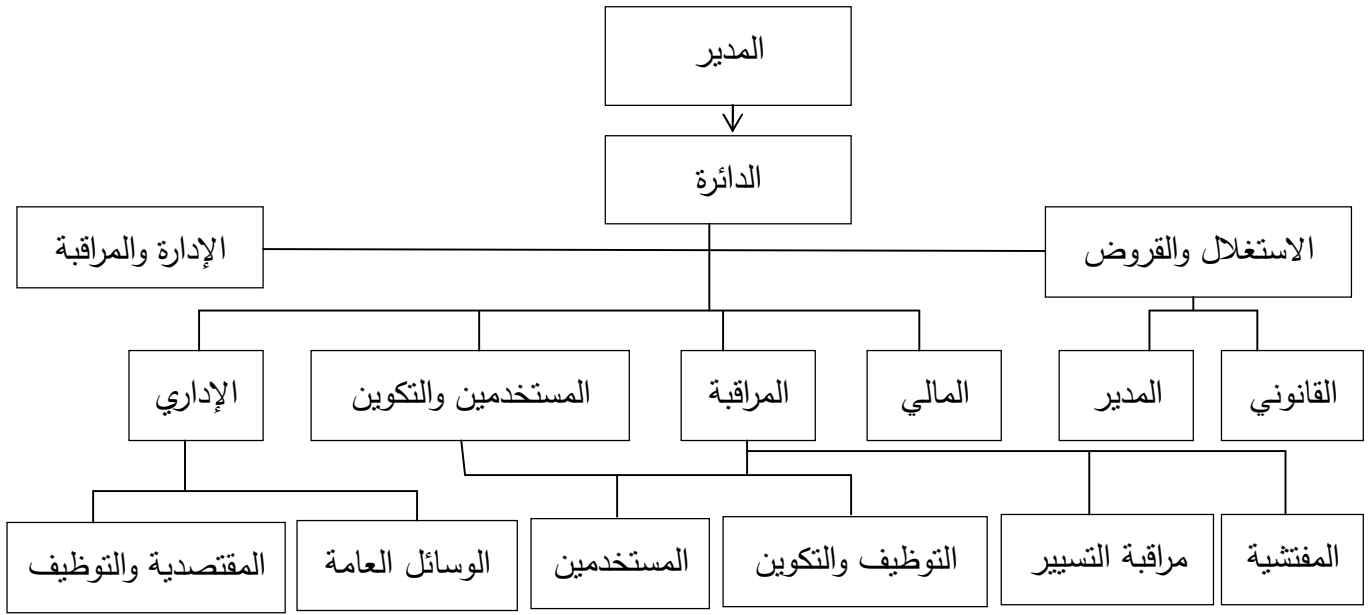 المدير
الدائرة
الاستغلال والقروض
الإدارة والمراقبة
القانوني
المدير
المالي
المراقبة
المستخدمين والتكوين
الإداري
المفتشية
مراقبة التسيير
التوظيف والتكوين
المستخدمين
الوسائل العامة
المقتصدية والتوظيف